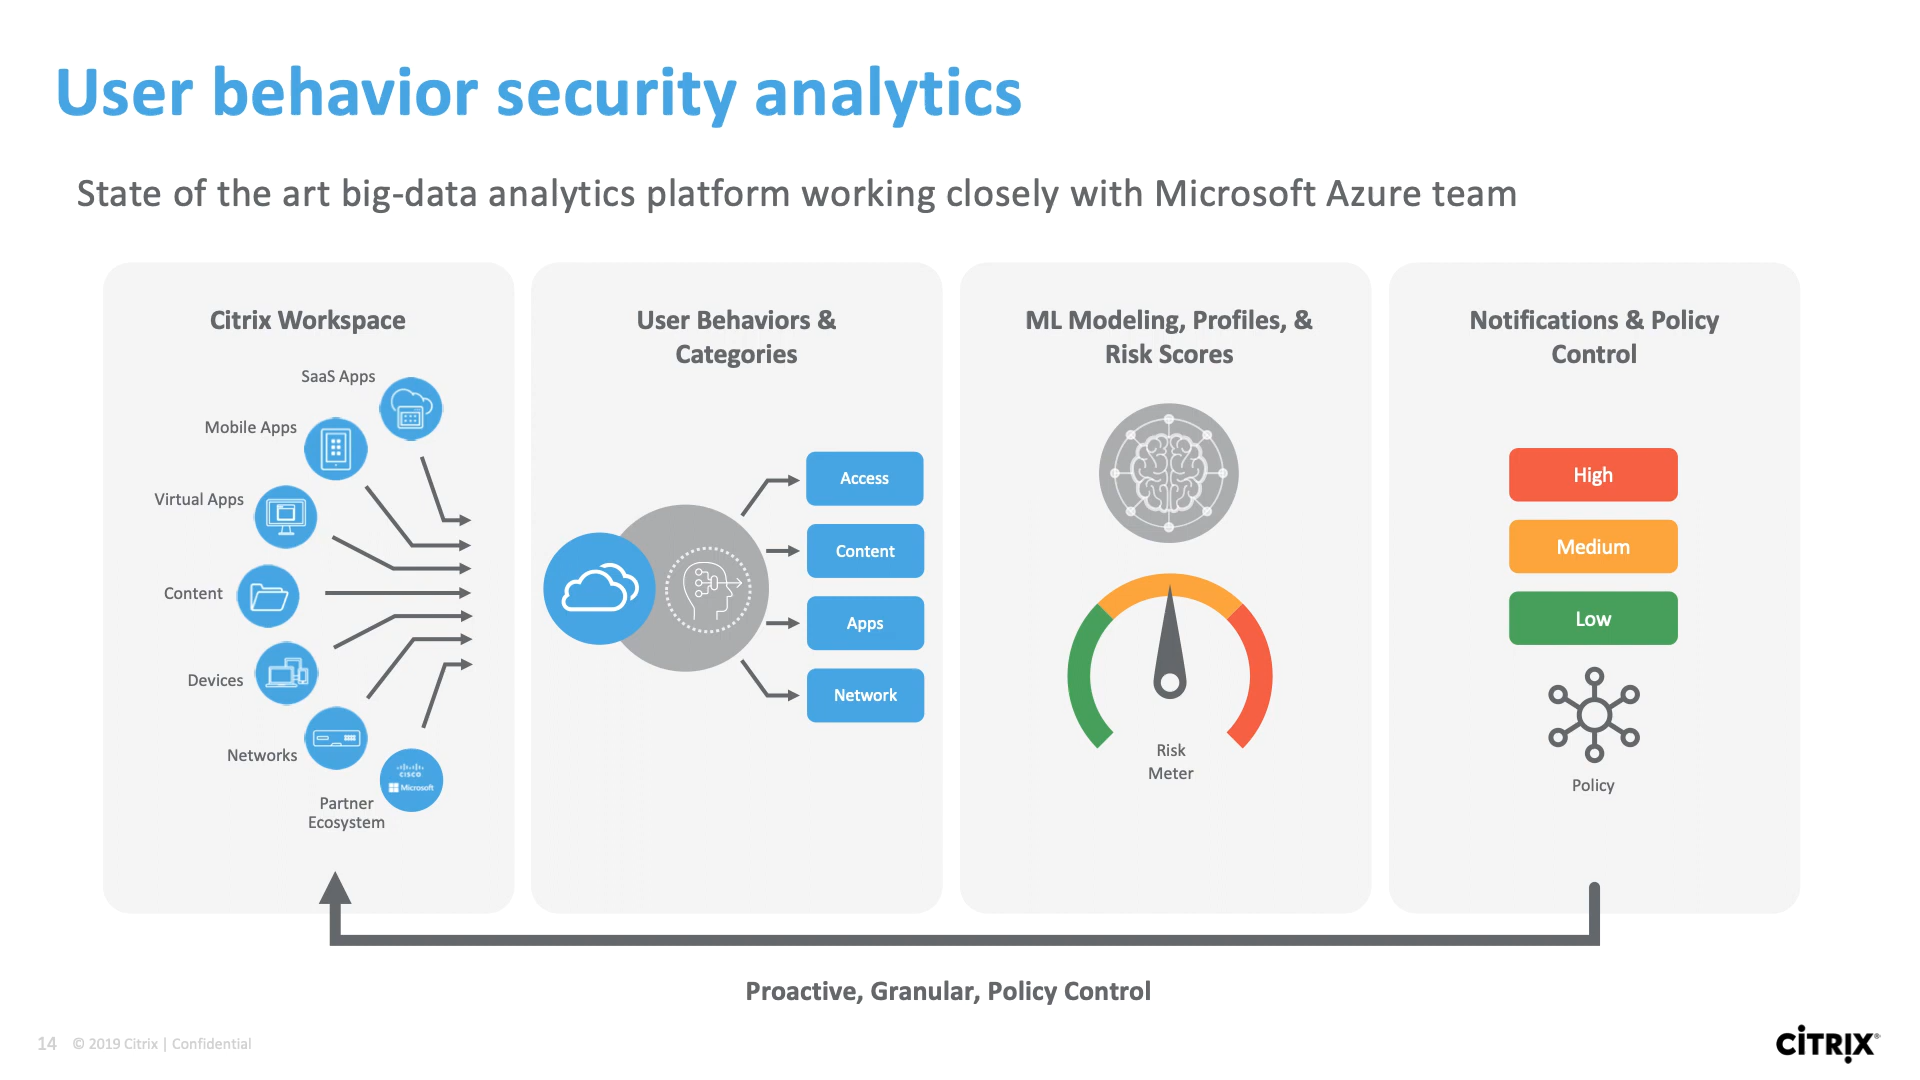 User behavior security analytics
State of the art big-data analytics platform working closely with Microsoft Azure team
Citrix Workspace
SaaS Apps
Mobile Apps
Virtual Apps
Content
Devices
Networks
Partner
Ecosystem
CISCO
Microsoft
User Behaviors &
Categories
Access
Content
Apps
Network
ML Modeling, Profiles, &
Risk Scores
Risk
Meter
Notifications & Policy
Control
High
Medium
Low
Policy
Proactive, Granular, Policy Control
14 © 2019 Citrix | Confidential
CiTRIX®